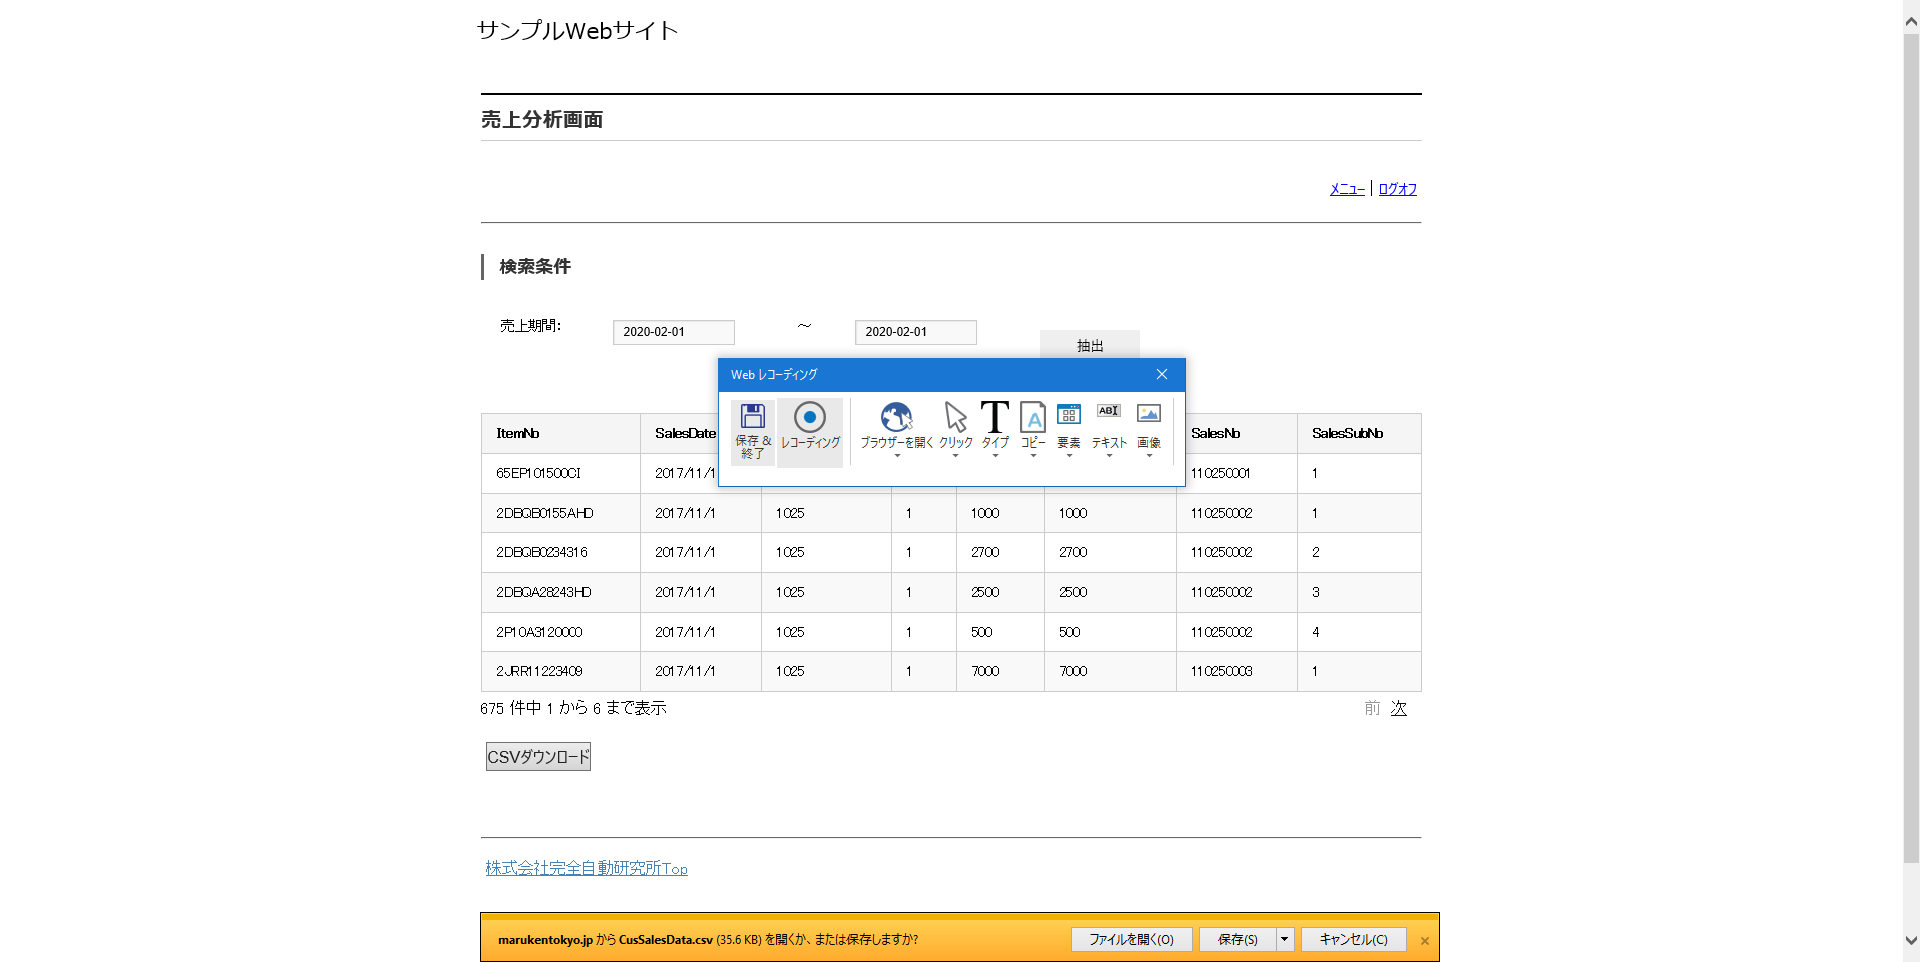 サンプルWebサイト
売上分析画面
メニュー | ログオフ
検索条件
売上期間: 2020-02-01 ～ 2020-02-01
抽出
Web レコーディング
保存 &
終了
レコーディング
ブラウザーを開く
クリック
T
タイプ
A
コピー
要素
ABI
テキスト
画像
ItemNo SalesDate SalesNo SalesSubNo
65EP101500CI 2017/11/1 110250001 1
2DBQB0155AHD 2017/11/1 1025 1 1000 1000 110250002 1
2DBQB0234316 2017/11/1 1025 1 2700 2700 110250002 2
2DBQA28243HD 2017/11/1 1025 1 2500 2500 110250002 3
2P10A3120000 2017/11/1 1025 1 500 500 110250002 4
2JRR11223409 2017/11/1 1025 1 7000 7000 110250003 1
675 件中 1 から 6 まで表示 前 次
CSVダウンロード
株式会社完全自動研究所Top
marukentokyo.jp から CusSalesData.csv (35.6 KB) を開くか、または保存しますか?
ファイルを開く(O) 保存(S) キャンセル(C) ×